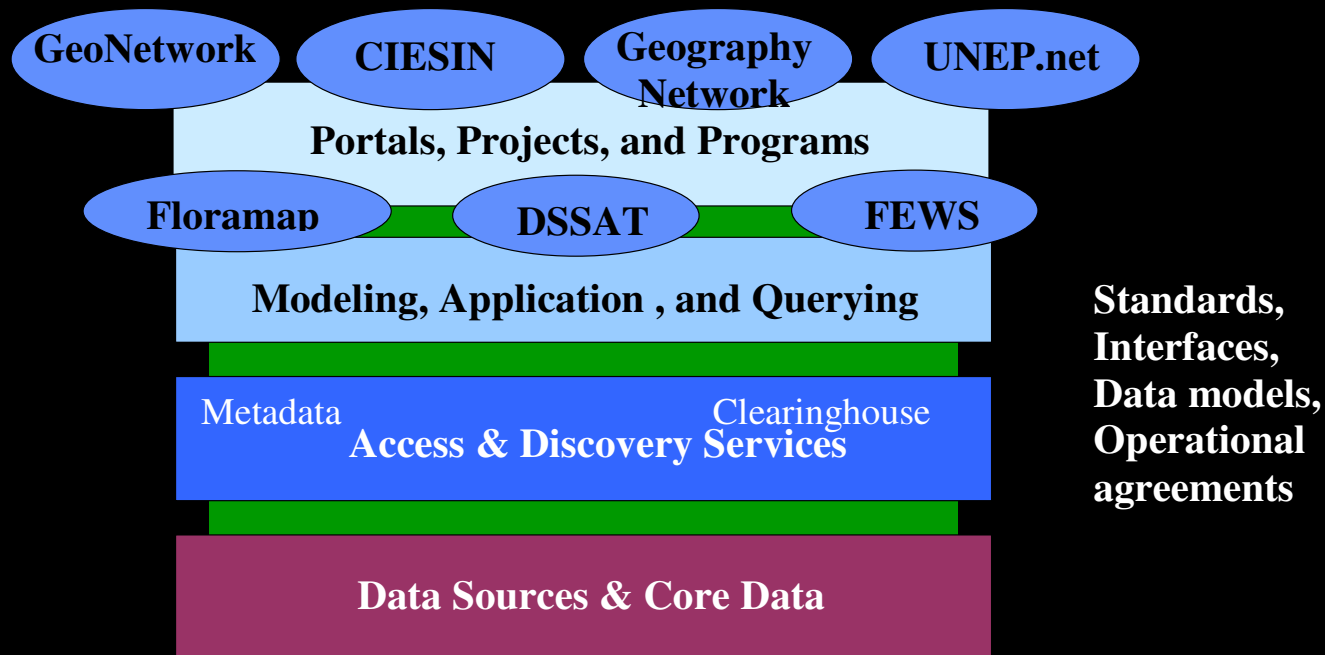 GeoNetwork
CIESIN
Geography
Network
UNEP.net
Portals, Projects, and Programs
Floramap
DSSAT
FEWS
Modeling, Application , and Querying
Metadata
Clearinghouse
Access & Discovery Services
Data Sources & Core Data
Standards,
Interfaces,
Data models,
Operational
agreements